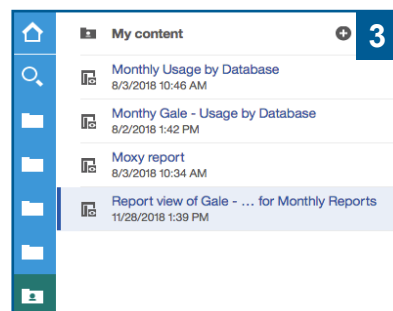 My content
3
Monthly Usage by Database
8/3/2018 10:46 AM
Monthy Gale - Usage by Database
8/2/2018 1:42 PM
Moxy report
8/3/2018 10:34 AM
Report view of Gale - ... for Monthly Reports
11/28/2018 1:39 PM